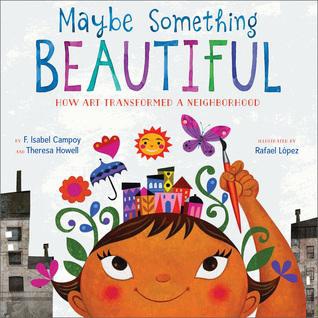 Maybe Something
BEAUTIFUL
HOW ART TRANSFORMED A NEIGHBORHOOD
BY F. Isabel Campoy
AND Theresa Howell
ILLUSTRATED BY
Rafael López